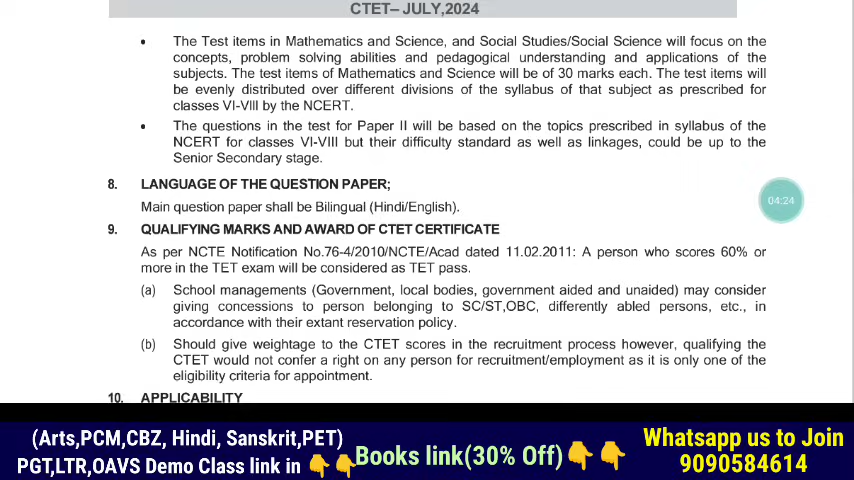 CTET– JULY,2024
• The Test items in Mathematics and Science, and Social Studies/Social Science will focus on the
concepts, problem solving abilities and pedagogical understanding and applications of the
subjects. The test items of Mathematics and Science will be of 30 marks each. The test items will
be evenly distributed over different divisions of the syllabus of that subject as prescribed for
classes VI-VIII by the NCERT.
• The questions in the test for Paper II will be based on the topics prescribed in syllabus of the
NCERT for classes VI-VIII but their difficulty standard as well as linkages, could be up to the
Senior Secondary stage.
8. LANGUAGE OF THE QUESTION PAPER;
04:24
Main question paper shall be Bilingual (Hindi/English).
9. QUALIFYING MARKS AND AWARD OF CTET CERTIFICATE
As per NCTE Notification No.76-4/2010/NCTE/Acad dated 11.02.2011: A person who scores 60% or
more in the TET exam will be considered as TET pass.
(a) School managements (Government, local bodies, government aided and unaided) may consider
giving concessions to person belonging to SC/ST,OBC, differently abled persons, etc., in
accordance with their extant reservation policy.
(b) Should give weightage to the CTET scores in the recruitment process however, qualifying the
CTET would not confer a right on any person for recruitment/employment as it is only one of the
eligibility criteria for appointment.
10. APPLICABILITY
(Arts,PCM,CBZ, Hindi, Sanskrit,PET)
PGT,LTR,OAVS Demo Class link in 👇👇
Books link(30% Off)👇👇
Whatsapp us to Join
9090584614